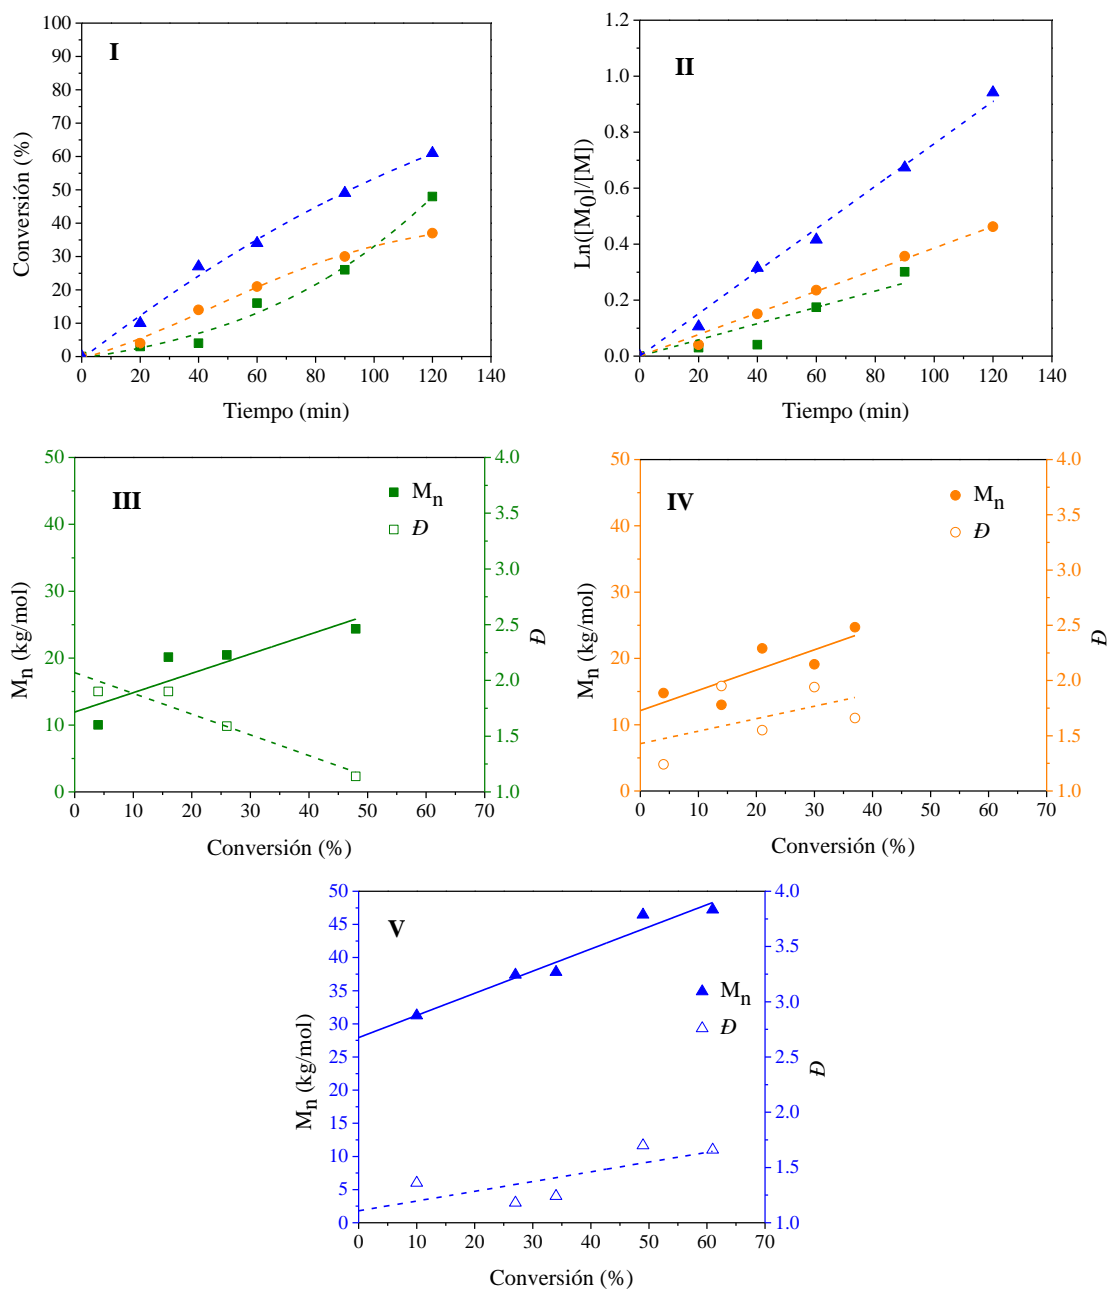 I
Conversión (%)
100
90
80
70
60
50
40
30
20
10
0
0 20 40 60 80 100 120 140
Tiempo (min)
II
Ln([M0]/[M])
1.2
1.0
0.8
0.6
0.4
0.2
0.0
0 20 40 60 80 100 120 140
Tiempo (min)
III
Mn
Đ
Mn (kg/mol)
50
40
30
20
10
0
4.0
3.5
3.0
2.5
2.0
1.5
1.0
Đ
0 10 20 30 40 50 60 70
Conversión (%)
IV
Mn
Đ
Mn (kg/mol)
50
40
30
20
10
0
4.0
3.5
3.0
2.5
2.0
1.5
1.0
Đ
0 10 20 30 40 50 60 70
Conversión (%)
V
Mn
Đ
Mn (kg/mol)
50
45
40
35
30
25
20
15
10
5
0
4.0
3.5
3.0
2.5
2.0
1.5
1.0
Đ
0 10 20 30 40 50 60 70
Conversión (%)